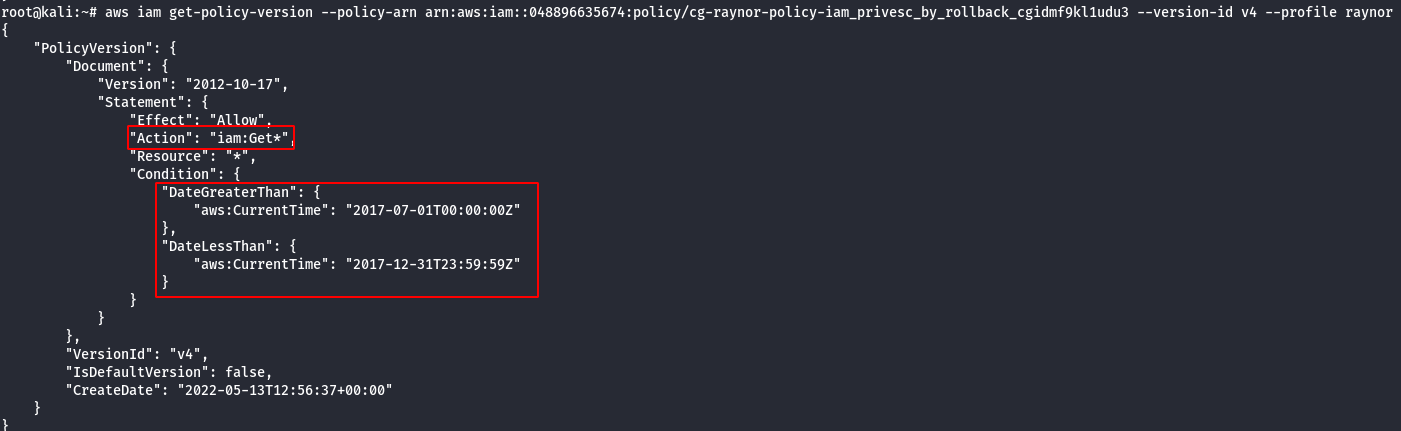 root@kali:~# aws iam get-policy-version --policy-arn arn:aws:iam::048896635674:policy/cg-raynor-policy-iam_privesc_by_rollback_cgidmf9kl1udu3 --version-id v4 --profile raynor
{
    "PolicyVersion": {
        "Document": {
            "Version": "2012-10-17",
            "Statement": {
                "Effect": "Allow",
                "Action": "iam:Get*",
                "Resource": "*",
                "Condition": {
                    "DateGreaterThan": {
                        "aws:CurrentTime": "2017-07-01T00:00:00Z"
                    },
                    "DateLessThan": {
                        "aws:CurrentTime": "2017-12-31T23:59:59Z"
                    }
                }
            }
        },
        "VersionId": "v4",
        "IsDefaultVersion": false,
        "CreateDate": "2022-05-13T12:56:37+00:00"
    }
}